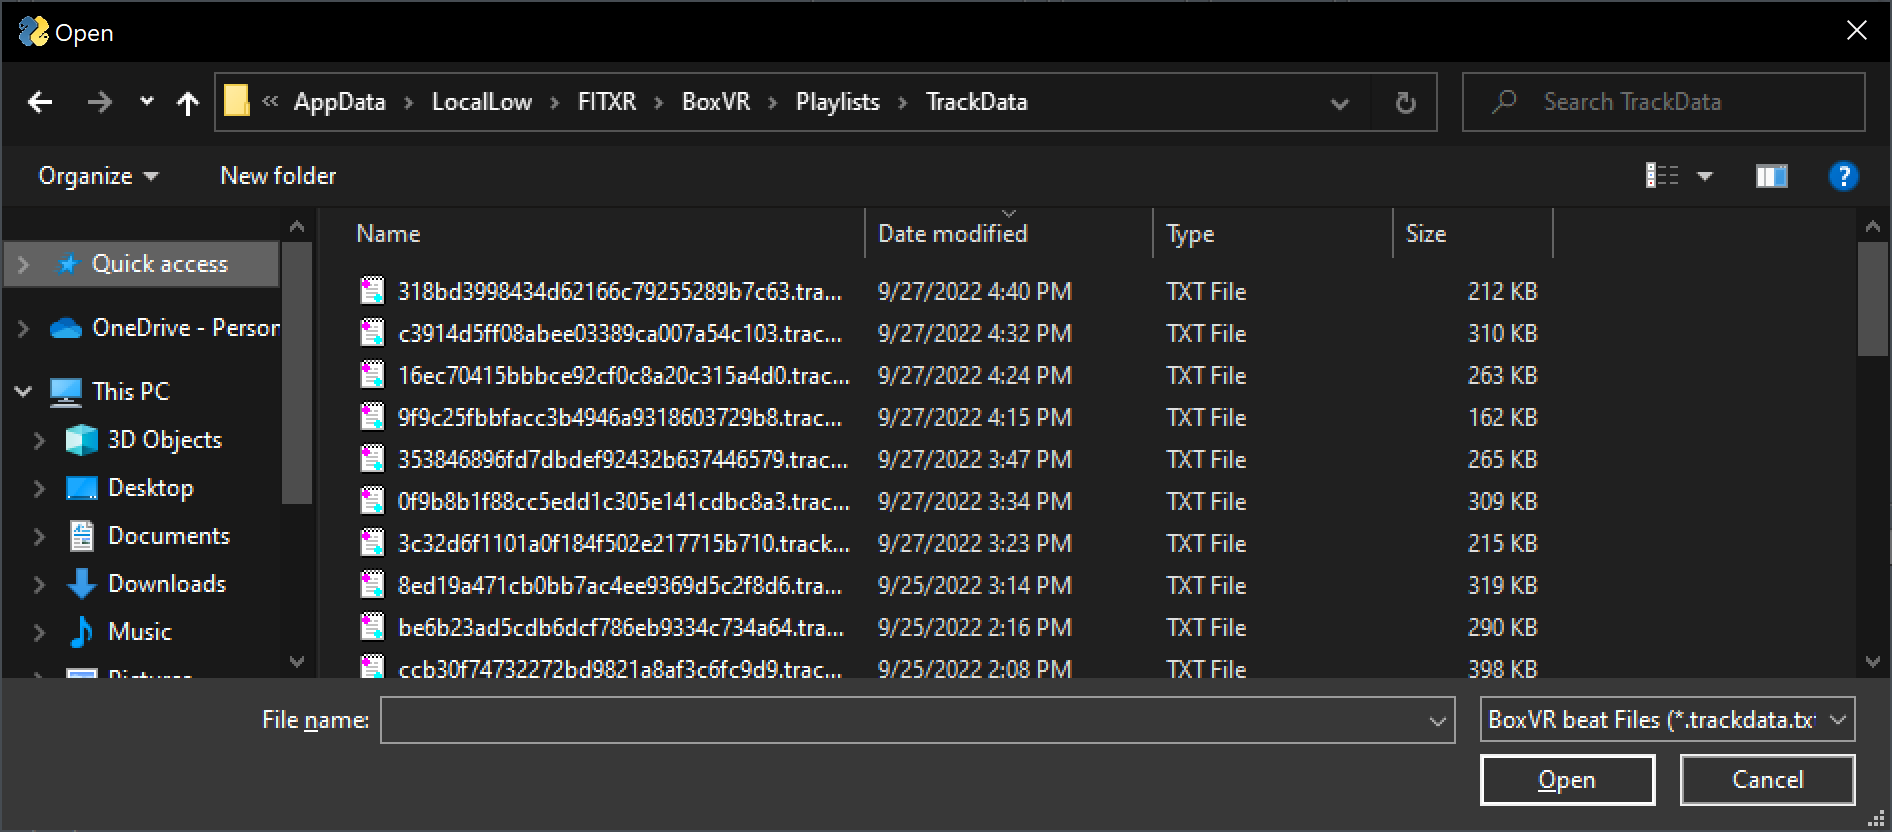 Open
« AppData › LocalLow › FITXR › BoxVR › Playlists › TrackData
Search TrackData
Organize
New folder
?
Name Date modified Type Size
Quick access
OneDrive - Person
This PC
3D Objects
Desktop
Documents
Downloads
Music
Pictures
318bd3998434d62166c79255289b7c63.tra... 9/27/2022 4:40 PM TXT File 212 KB
c3914d5ff08abee03389ca007a54c103.trac... 9/27/2022 4:32 PM TXT File 310 KB
16ec70415bbbce92cf0c8a20c315a4d0.trac... 9/27/2022 4:24 PM TXT File 263 KB
9f9c25fbbfacc3b4946a9318603729b8.trac... 9/27/2022 4:15 PM TXT File 162 KB
353846896fd7dbdef92432b637446579.trac... 9/27/2022 3:47 PM TXT File 265 KB
0f9b8b1f88cc5edd1c305e141cdbc8a3.trac... 9/27/2022 3:34 PM TXT File 309 KB
3c32d6f1101a0f184f502e217715b710.track... 9/27/2022 3:23 PM TXT File 215 KB
8ed19a471cb0bb7ac4ee9369d5c2f8d6.tra... 9/25/2022 3:14 PM TXT File 319 KB
be6b23ad5cdb6dcf786eb9334c734a64.tra... 9/25/2022 2:16 PM TXT File 290 KB
ccb30f74732272bd9821a8af3c6fc9d9.trac... 9/25/2022 2:08 PM TXT File 398 KB
File name:
BoxVR beat Files (*.trackdata.tx
Open
Cancel